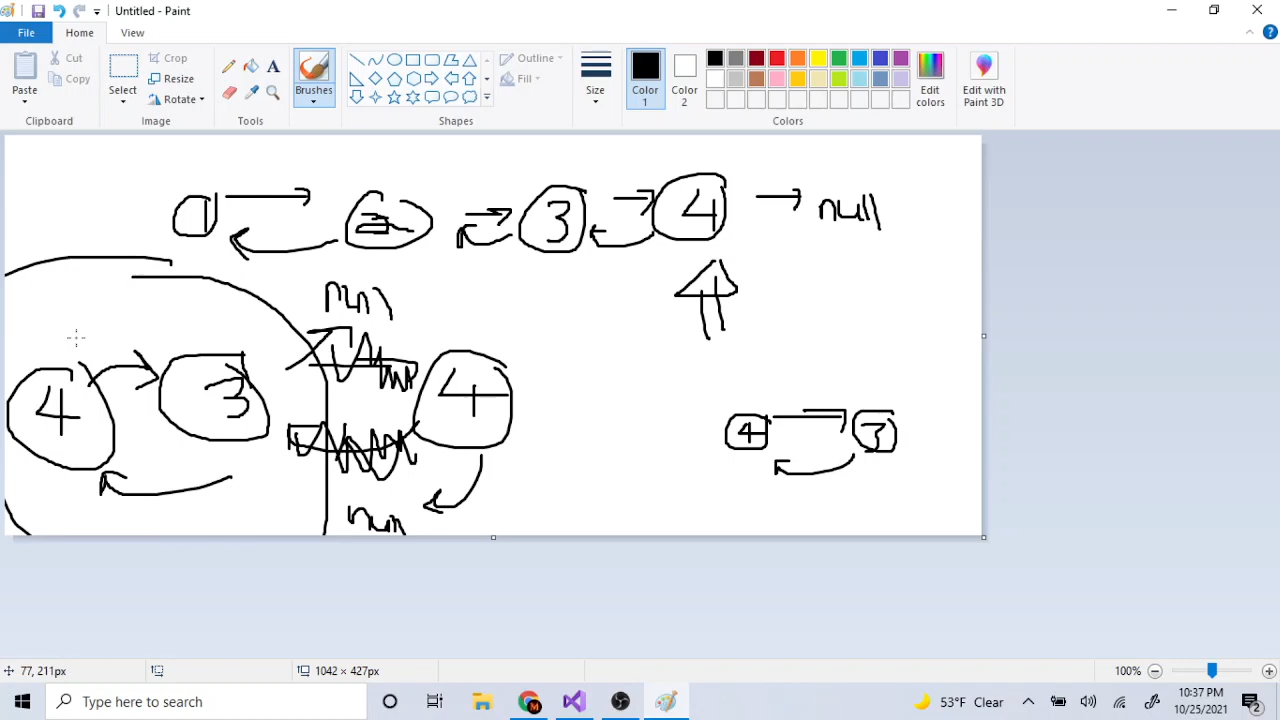 Untitled - Paint
File Home View
Paste
Cut
Copy
Clipboard
Select
Crop
Resize
Rotate
Image
A
Tools
Brushes
Shapes
Outline
Fill
Size
Color 1
Color 2
Colors
Edit colors
Edit with Paint 3D
1 2 3 4 null
null
4 3 4
4 3
77, 211px
1042 × 427px
100%
Type here to search
53°F Clear
10:37 PM
10/25/2021
2